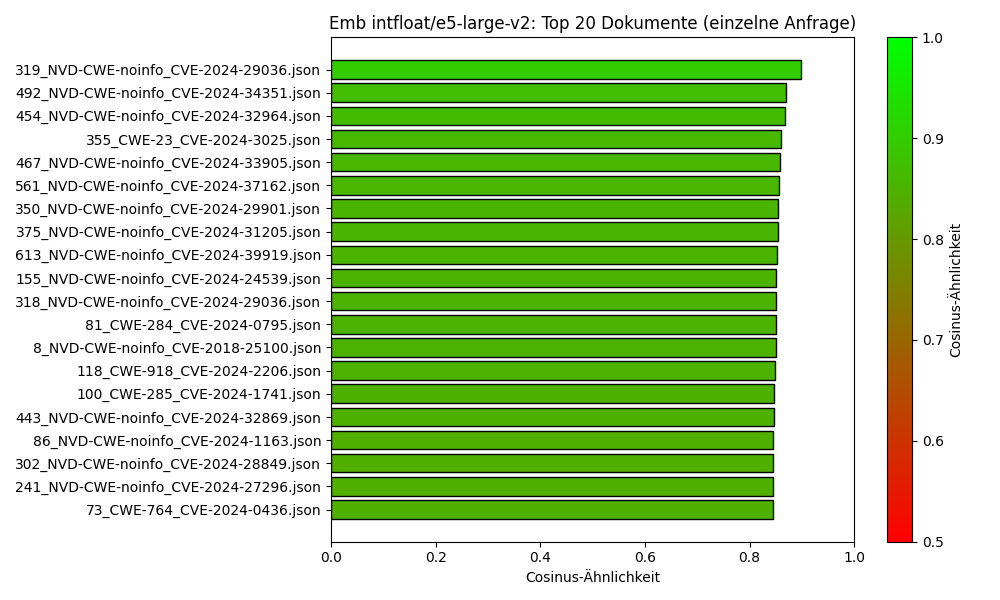 Emb intfloat/e5-large-v2: Top 20 Dokumente (einzelne Anfrage)
319_NVD-CWE-noinfo_CVE-2024-29036.json
492_NVD-CWE-noinfo_CVE-2024-34351.json
454_NVD-CWE-noinfo_CVE-2024-32964.json
355_CWE-23_CVE-2024-3025.json
467_NVD-CWE-noinfo_CVE-2024-33905.json
561_NVD-CWE-noinfo_CVE-2024-37162.json
350_NVD-CWE-noinfo_CVE-2024-29901.json
375_NVD-CWE-noinfo_CVE-2024-31205.json
613_NVD-CWE-noinfo_CVE-2024-39919.json
155_NVD-CWE-noinfo_CVE-2024-24539.json
318_NVD-CWE-noinfo_CVE-2024-29036.json
81_CWE-284_CVE-2024-0795.json
8_NVD-CWE-noinfo_CVE-2018-25100.json
118_CWE-918_CVE-2024-2206.json
100_CWE-285_CVE-2024-1741.json
443_NVD-CWE-noinfo_CVE-2024-32869.json
86_NVD-CWE-noinfo_CVE-2024-1163.json
302_NVD-CWE-noinfo_CVE-2024-28849.json
241_NVD-CWE-noinfo_CVE-2024-27296.json
73_CWE-764_CVE-2024-0436.json
0.0 0.2 0.4 0.6 0.8 1.0
Cosinus-Ähnlichkeit
1.0
0.9
0.8
0.7
0.6
0.5
Cosinus-Ähnlichkeit